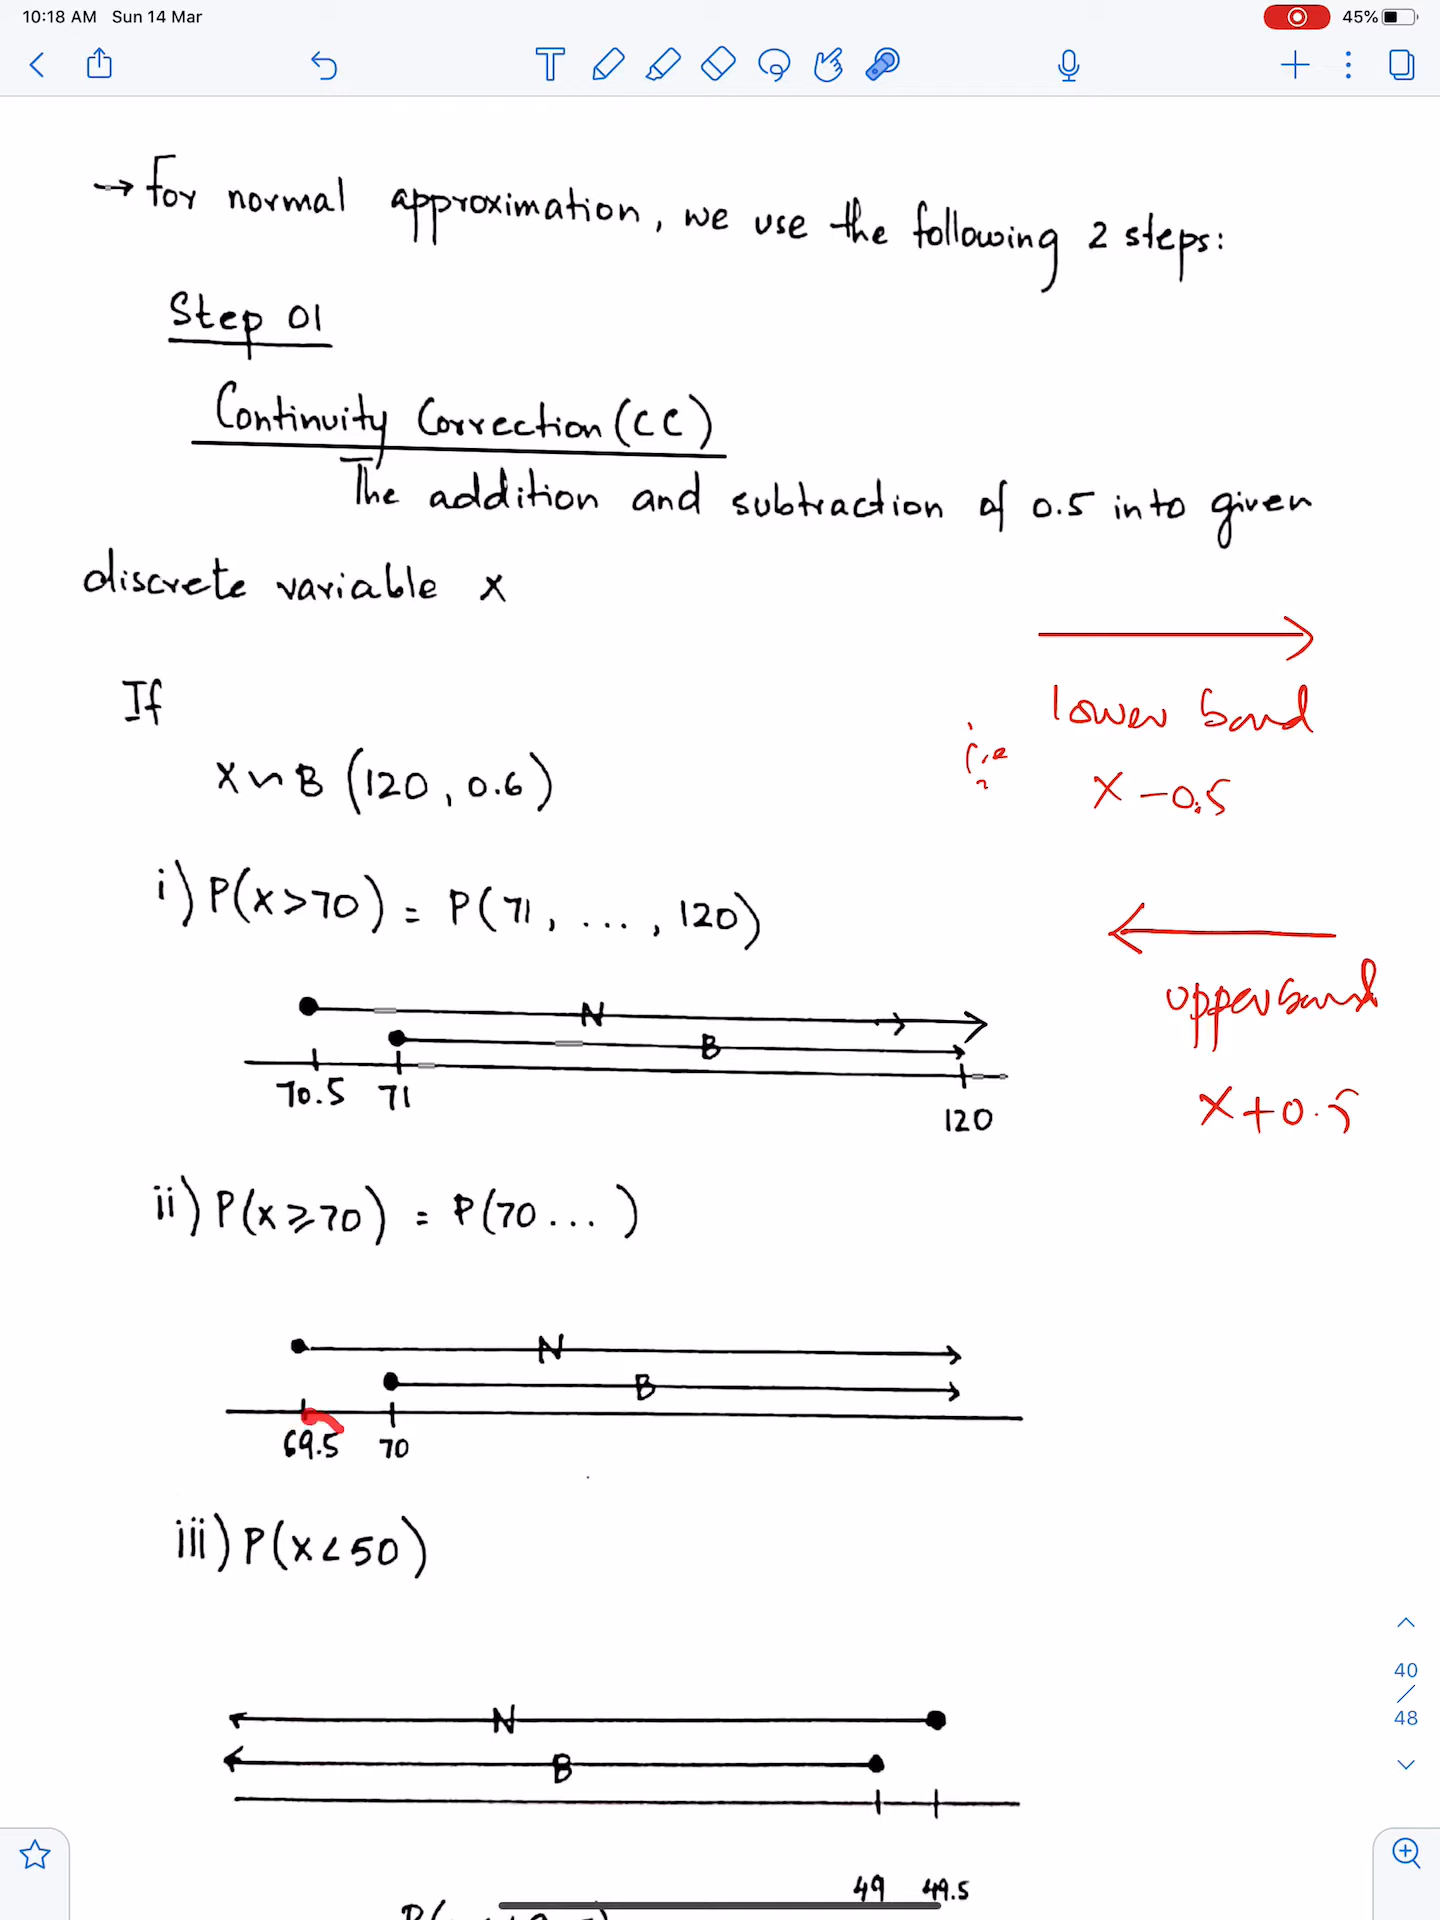 10:18 AM Sun 14 Mar
45%
→ For normal approximation, we use the following 2 steps:
Step 01
Continuity Correction (CC)
The addition and subtraction of 0.5 into given
discrete variable X
If
X ~ B (120, 0.6)
i) P(X>70) = P(71, ..., 120)
N
B
70.5 71
120
ii) P(X≥70) = P(70 ... )
N
B
69.5 70
iii) P(X<50)
N
B
49 49.5
lower band
i.e
X - 0.5
upper band
X + 0.5
40
/
48